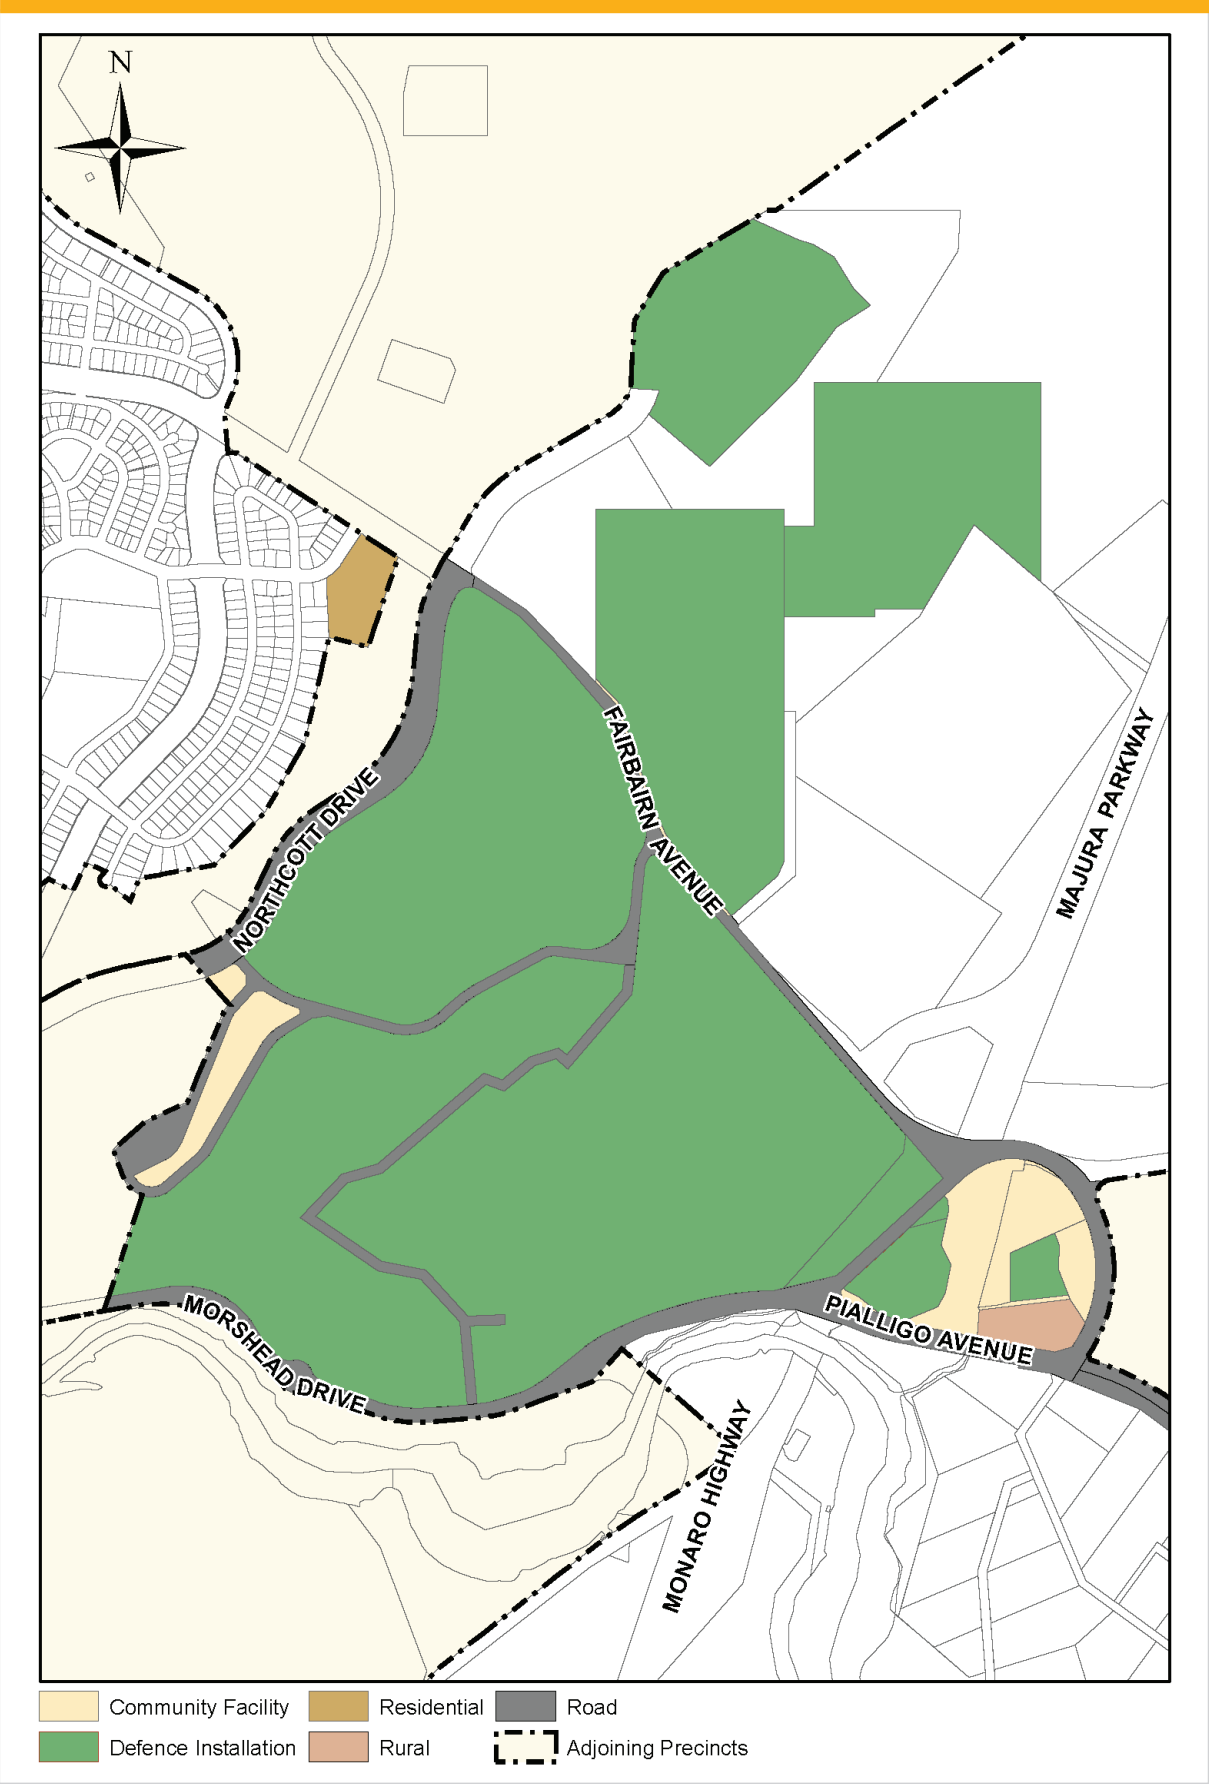 N
FAIRBAIRN AVENUE
MAJURA PARKWAY
NORTHCOTT DRIVE
MORSHEAD DRIVE
PIALLIGO AVENUE
MONARO HIGHWAY
Community Facility
Residential
Road
Defence Installation
Rural
Adjoining Precincts